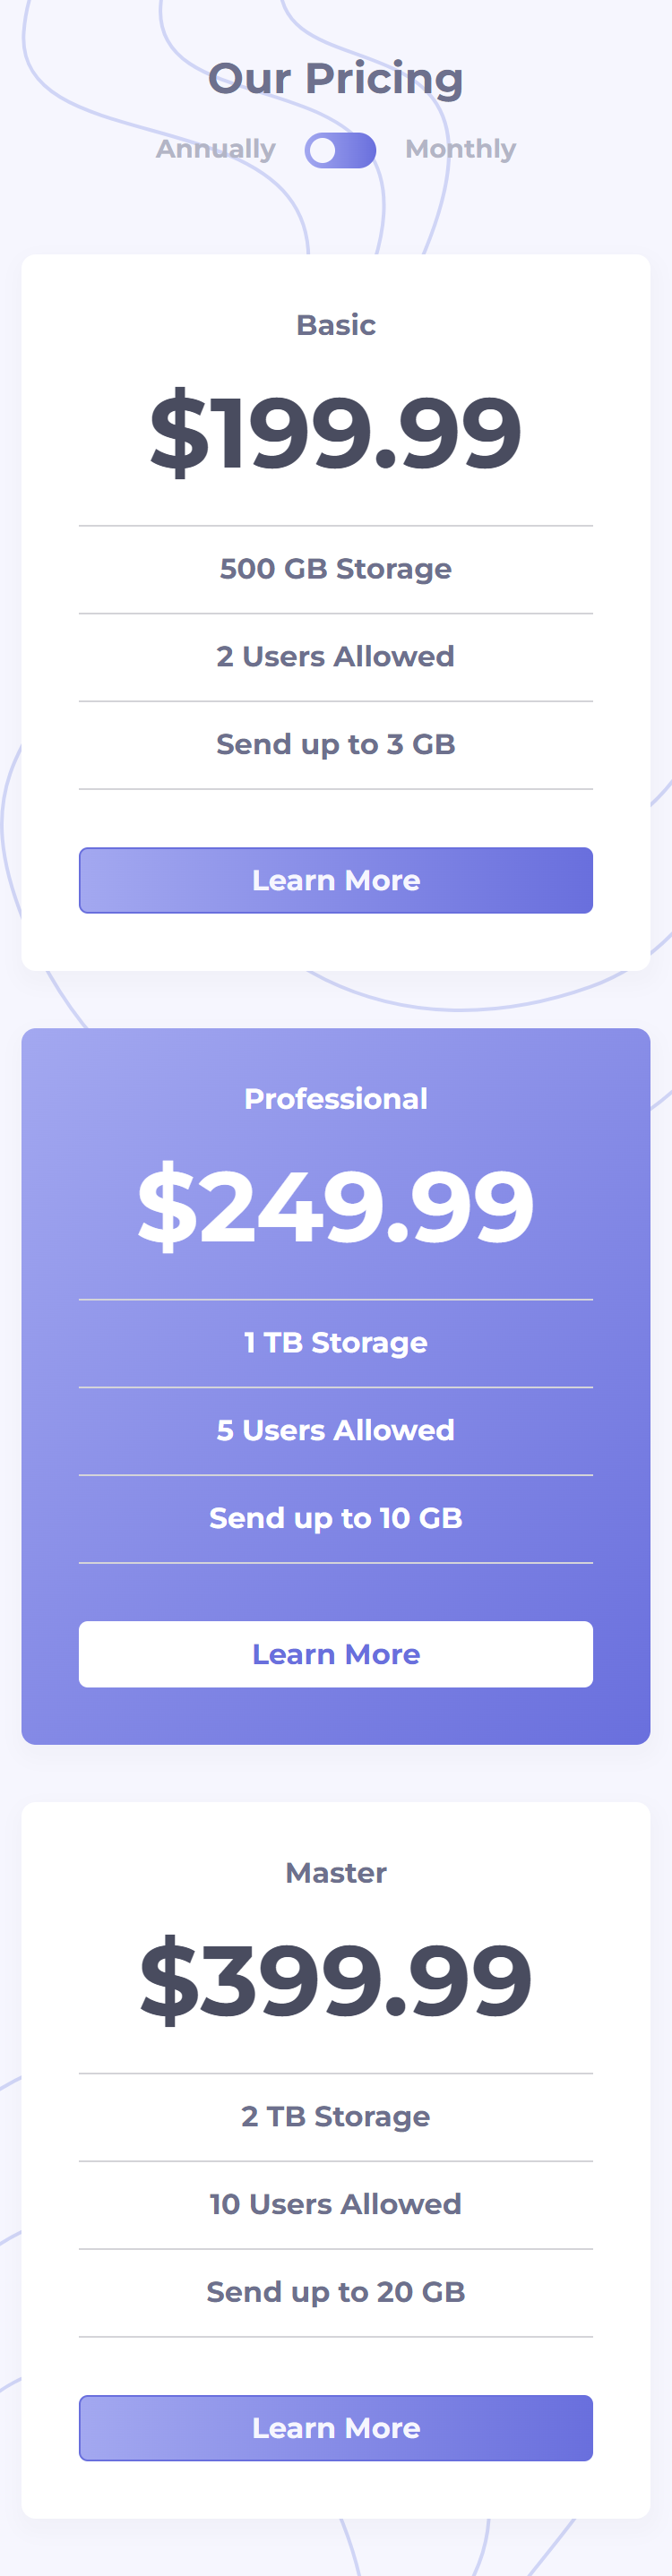 Our Pricing
Annually Monthly
Basic
$199.99
500 GB Storage
2 Users Allowed
Send up to 3 GB
Learn More
Professional
$249.99
1 TB Storage
5 Users Allowed
Send up to 10 GB
Learn More
Master
$399.99
2 TB Storage
10 Users Allowed
Send up to 20 GB
Learn More